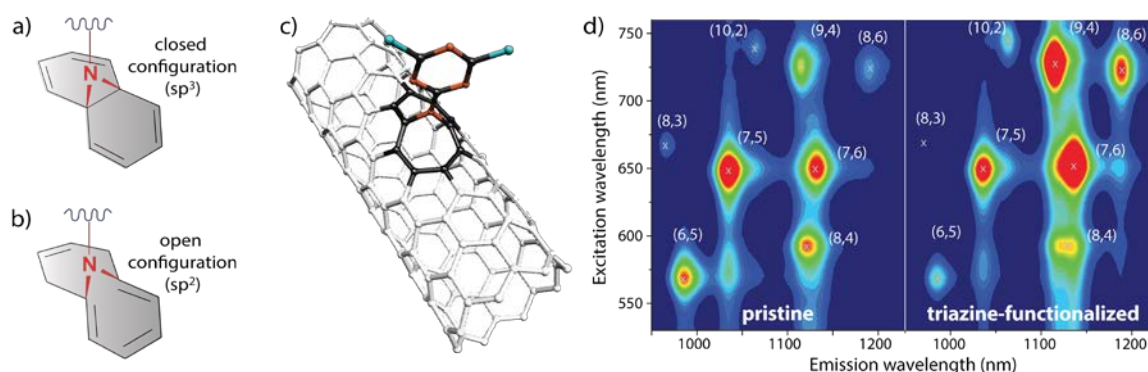 a)
N
closed
configuration
(sp³)
b)
N
open
configuration
(sp²)
c)
d)
Excitation wavelength (nm)
750
700
650
600
550
(10,2)
(9,4)
(8,6)
(8,3)
(7,5)
(7,6)
(6,5)
(8,4)
pristine
(10,2)
(9,4)
(8,6)
(8,3)
(7,5)
(7,6)
(6,5)
(8,4)
triazine-functionalized
1000 1100 1200 1000 1100 1200
Emission wavelength (nm)